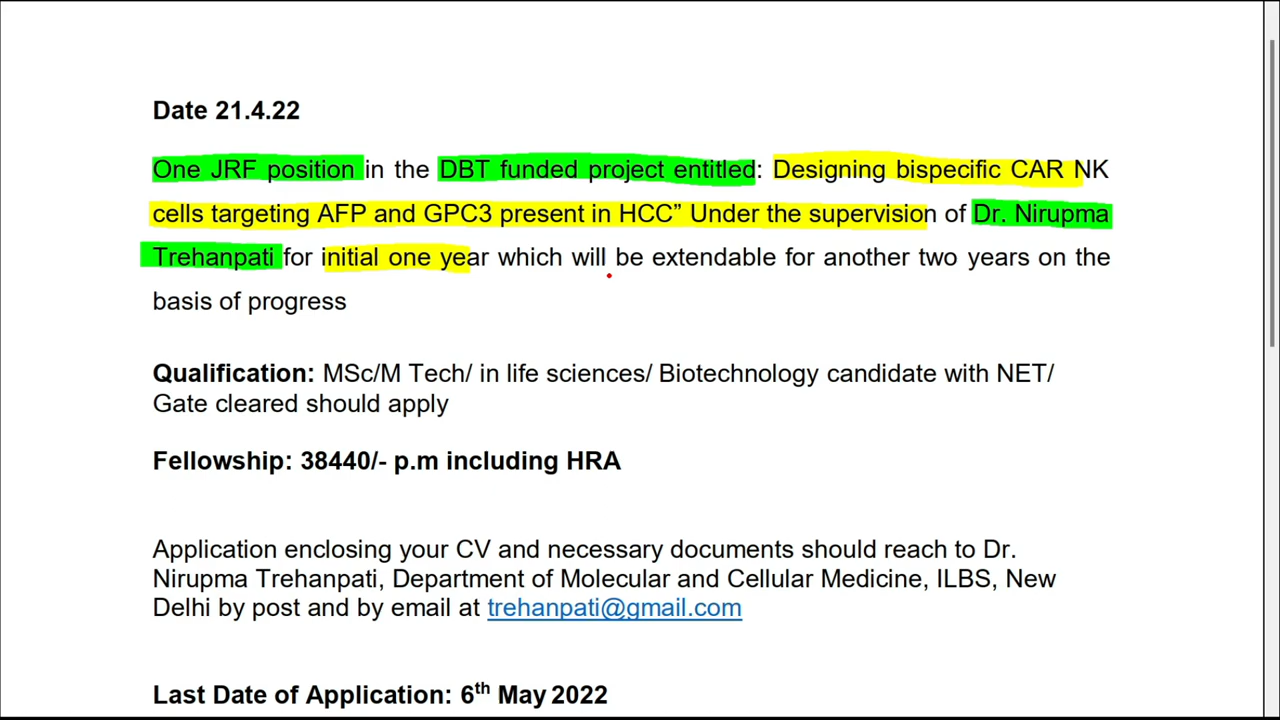 Date 21.4.22
One JRF position in the DBT funded project entitled: Designing bispecific CAR NK
cells targeting AFP and GPC3 present in HCC” Under the supervision of Dr. Nirupma
Trehanpati for initial one year which will be extendable for another two years on the
basis of progress
Qualification: MSc/M Tech/ in life sciences/ Biotechnology candidate with NET/
Gate cleared should apply
Fellowship: 38440/- p.m including HRA
Application enclosing your CV and necessary documents should reach to Dr.
Nirupma Trehanpati, Department of Molecular and Cellular Medicine, ILBS, New
Delhi by post and by email at trehanpati@gmail.com
Last Date of Application: 6th May 2022